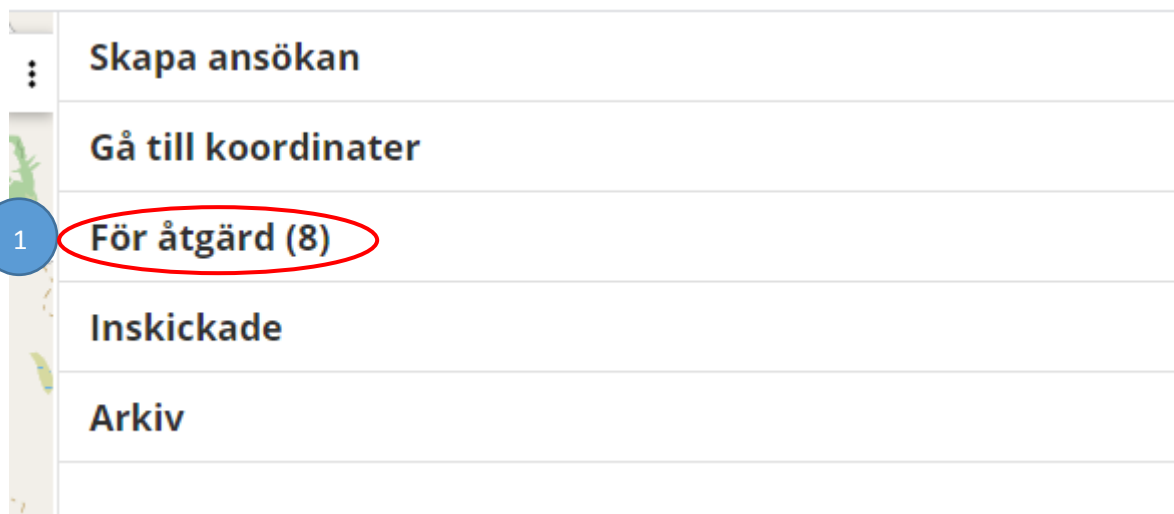 Skapa ansökan
Gå till koordinater
1 För åtgärd (8)
Inskickade
Arkiv